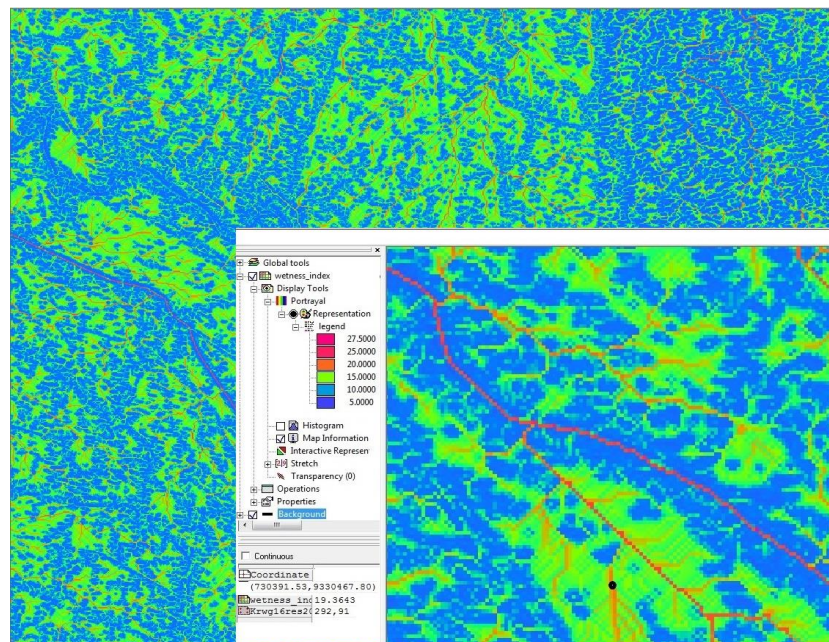 Global tools
wetness_index
Display Tools
Portrayal
Representation
legend
27.5000
25.0000
20.0000
15.0000
10.0000
5.0000
Histogram
Map Information
Interactive Represen
Stretch
Transparency (0)
Operations
Properties
Background
Continuous
Coordinate
(730391.53,9330467.80)
wetness_ind 19.3643
292,91